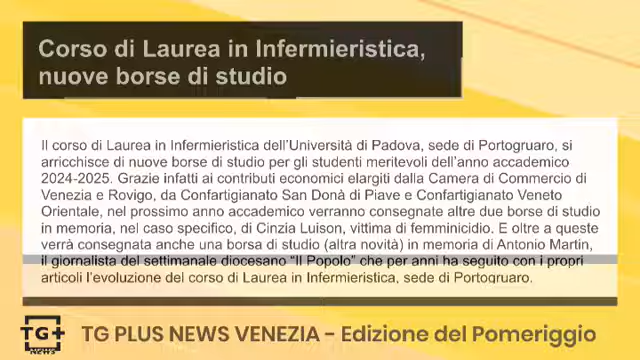 Corso di Laurea in Infermieristica,
nuove borse di studio
Il corso di Laurea in Infermieristica dell'Università di Padova, sede di Portogruaro, si
arricchisce di nuove borse di studio per gli studenti meritevoli dell'anno accademico
2024-2025. Grazie infatti ai contributi economici elargiti dalla Camera di Commercio di
Venezia e Rovigo, da Confartigianato San Donà di Piave e Confartigianato Veneto
Orientale, nel prossimo anno accademico verranno consegnate altre due borse di studio
in memoria, nel caso specifico, di Cinzia Luison, vittima di femminicidio. E oltre a queste
verrà consegnata anche una borsa di studio (altra novità) in memoria di Antonio Martin,
il giornalista del settimanale diocesano "Il Popolo" che per anni ha seguito con i propri
articoli l'evoluzione del corso di Laurea in Infermieristica, sede di Portogruaro.
TG+
NEWS
TG PLUS NEWS VENEZIA - Edizione del Pomeriggio